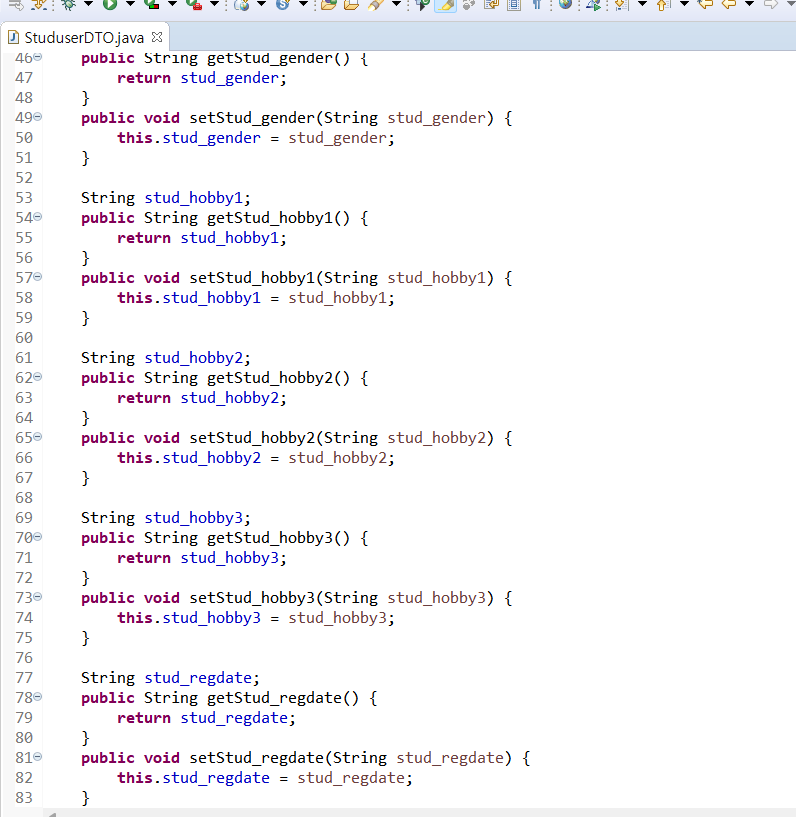 StuduserDTO.java
46 public String getStud_gender() {
47 return stud_gender;
48 }
49 public void setStud_gender(String stud_gender) {
50 this.stud_gender = stud_gender;
51 }
52
53 String stud_hobby1;
54 public String getStud_hobby1() {
55 return stud_hobby1;
56 }
57 public void setStud_hobby1(String stud_hobby1) {
58 this.stud_hobby1 = stud_hobby1;
59 }
60
61 String stud_hobby2;
62 public String getStud_hobby2() {
63 return stud_hobby2;
64 }
65 public void setStud_hobby2(String stud_hobby2) {
66 this.stud_hobby2 = stud_hobby2;
67 }
68
69 String stud_hobby3;
70 public String getStud_hobby3() {
71 return stud_hobby3;
72 }
73 public void setStud_hobby3(String stud_hobby3) {
74 this.stud_hobby3 = stud_hobby3;
75 }
76
77 String stud_regdate;
78 public String getStud_regdate() {
79 return stud_regdate;
80 }
81 public void setStud_regdate(String stud_regdate) {
82 this.stud_regdate = stud_regdate;
83 }